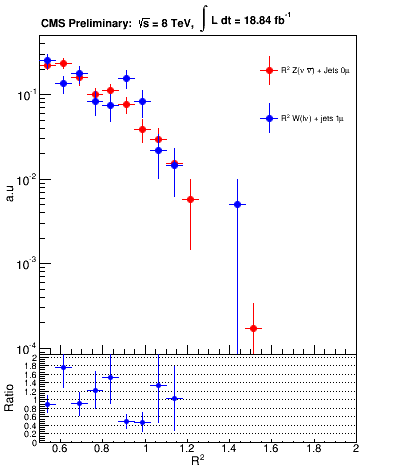 CMS Preliminary: √s = 8 TeV, ∫ L dt = 18.84 fb⁻¹
R² Z(ν ν̅) + Jets 0μ
R² W(lν) + jets 1μ
a.u
10⁻¹
10⁻²
10⁻³
10⁻⁴
Ratio
2
1.8
1.6
1.4
1.2
1
0.8
0.6
0.4
0.2
0
0.6 0.8 1 1.2 1.4 1.6 1.8 2
R²